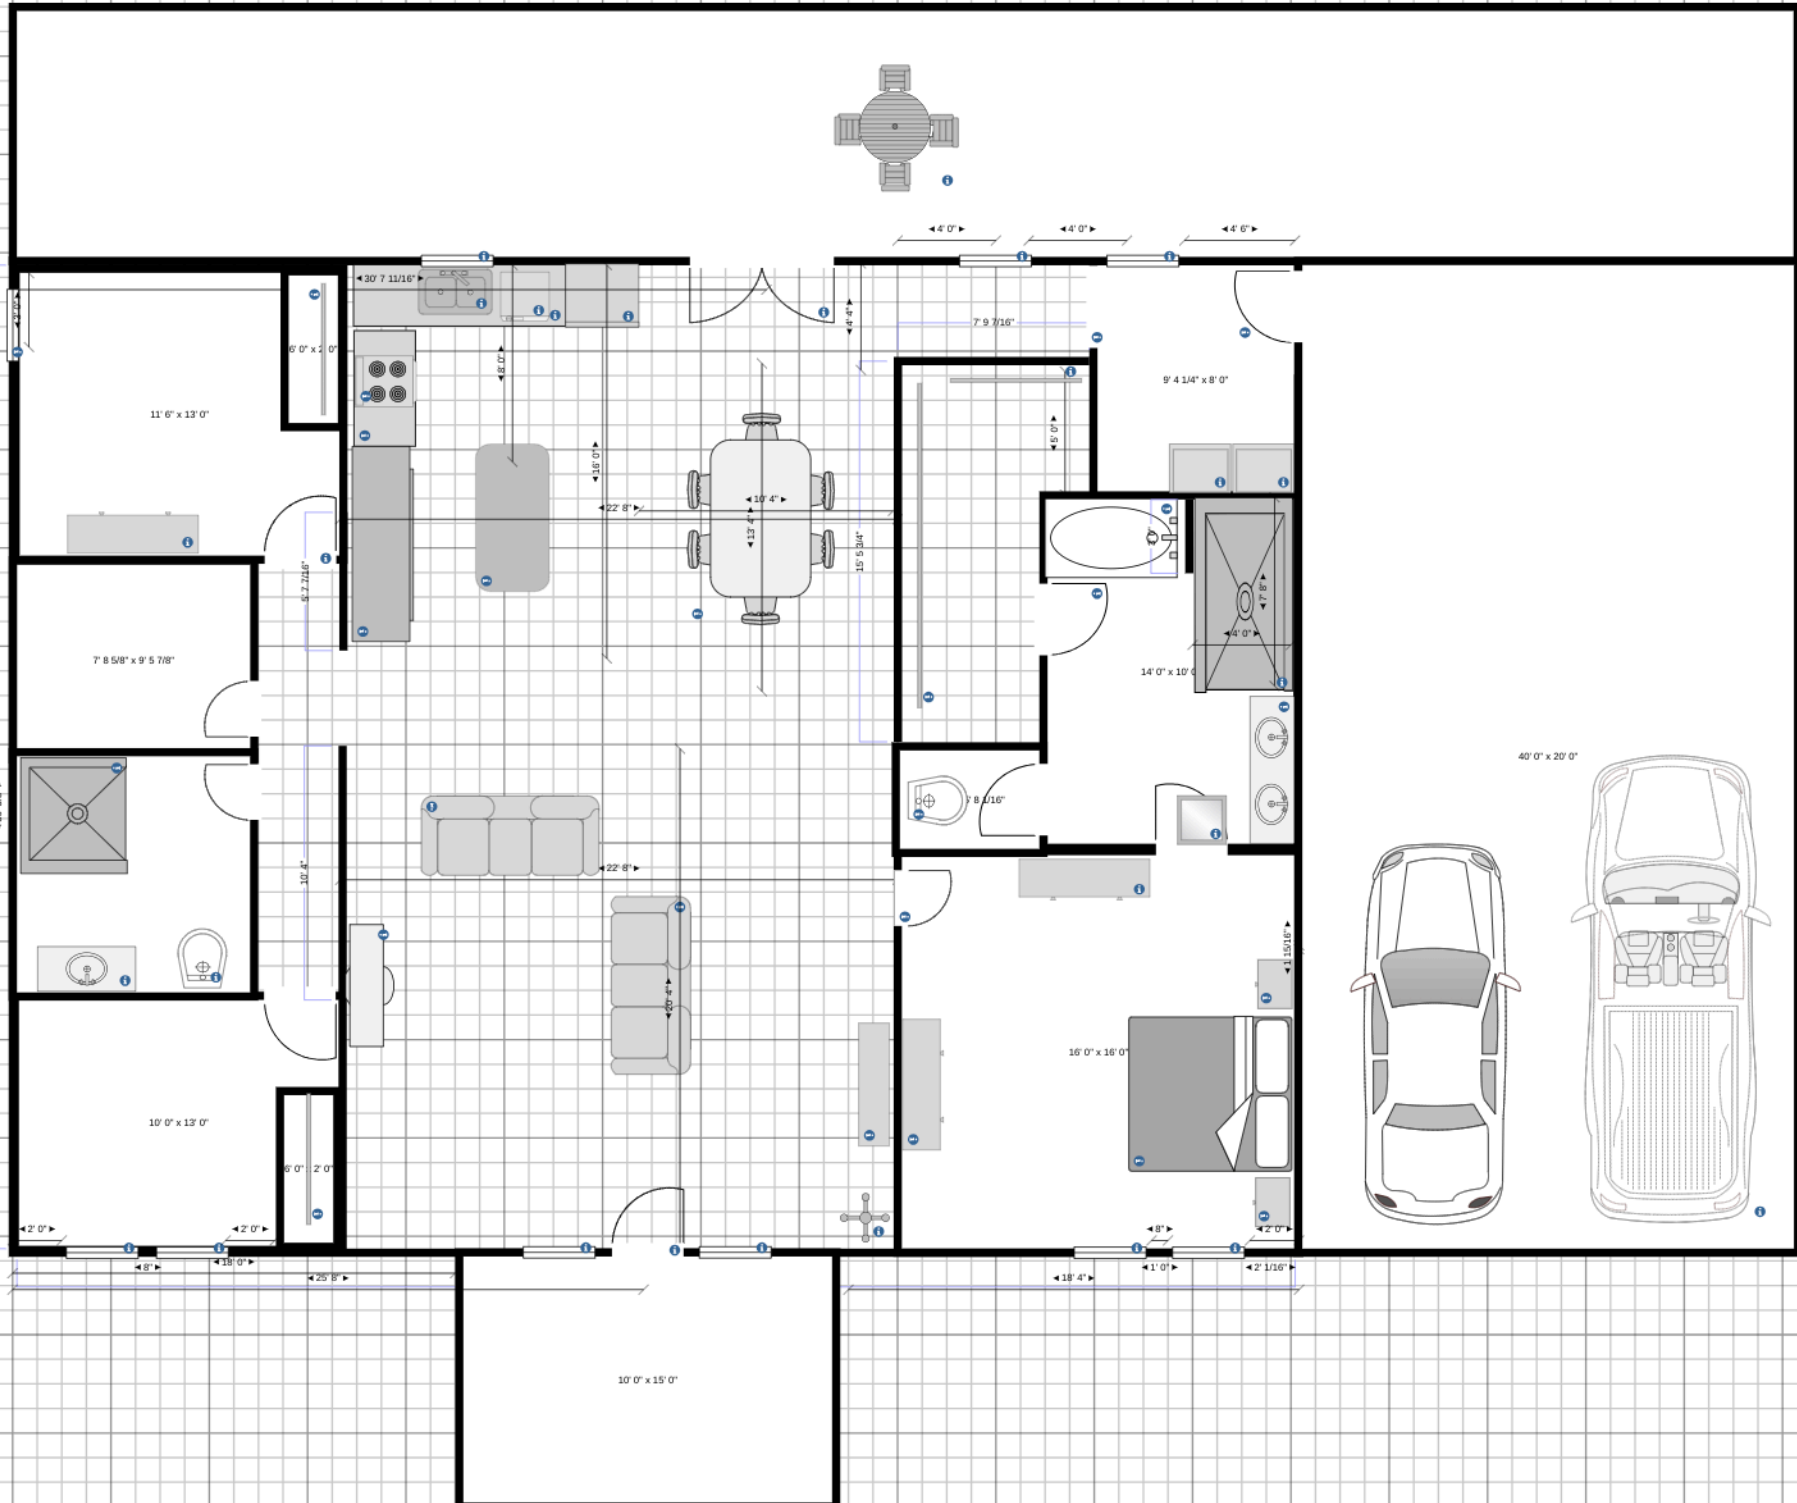 4' 0"
4' 0"
4' 6"
30' 7 11/16"
3' 0"
4' 4"
7' 9 7/16"
6' 0" x 2' 0"
8' 0"
9' 4 1/4" x 8' 0"
11' 6" x 13' 0"
5' 0"
16' 0"
10' 4"
22' 8"
13' 4"
15' 5 3/4"
5' 7 7/16"
7' 8"
4' 0"
7' 8 5/8" x 9' 5 7/8"
14' 0" x 10' 0
40' 0" x 20' 0"
8 1/16"
22' 8"
10' 4"
1 15/16"
20' 4"
16' 0" x 16' 0"
10' 0" x 13' 0"
6' 0" 2' 0"
2' 0"
2' 0"
8"
2' 0"
8"
18' 0"
1' 0"
2' 1/16"
25' 8"
18' 4"
10' 0" x 15' 0"